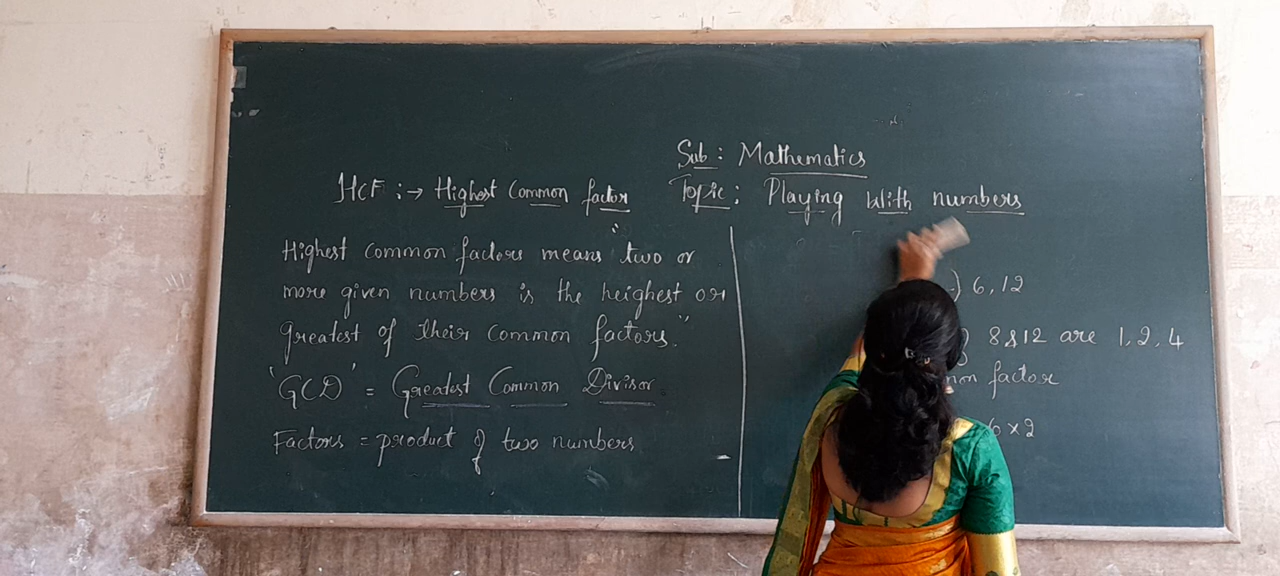 Sub : Mathematics
Topic : Playing With numbers
HCF :→ Highest Common factor
Highest common factors means "two or
more given numbers is the heighest or
greatest of their common factors."
'GCD' = Greatest Common Divisor
Factors = product of two numbers
) 6, 12
8 & 12 are 1, 2, 4
factor
6 × 2